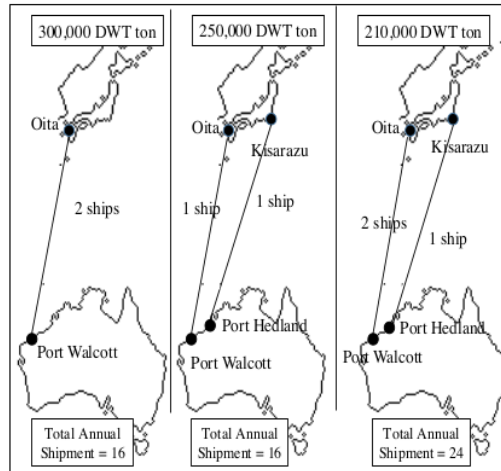 300,000 DWT ton
Oita
2 ships
Port Walcott
Total Annual
Shipment = 16
250,000 DWT ton
Oita
Kisarazu
1 ship
1 ship
Port Hedland
Port Walcott
Total Annual
Shipment = 16
210,000 DWT ton
Oita
Kisarazu
2 ships
1 ship
Port Hedland
Port Walcott
Total Annual
Shipment = 24